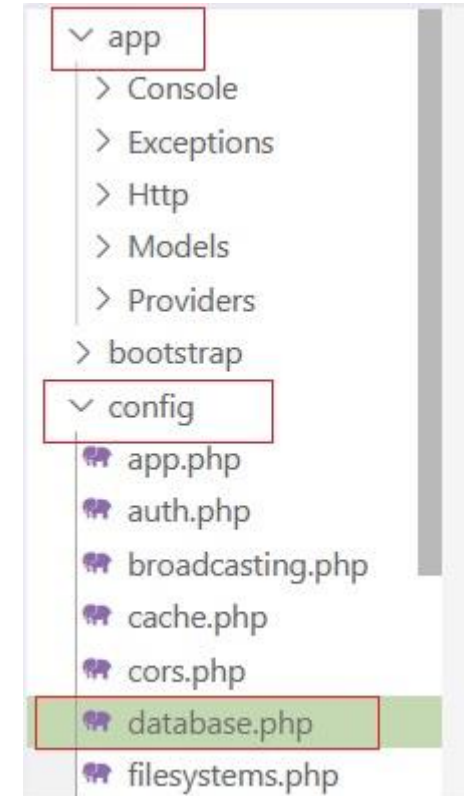 app
Console
Exceptions
Http
Models
Providers
bootstrap
config
app.php
auth.php
broadcasting.php
cache.php
cors.php
database.php
filesystems.php